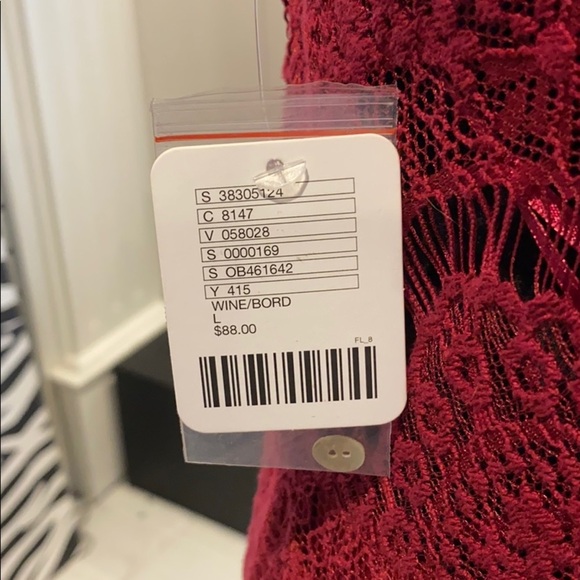 S 38305124
C 8147
V 058028
S 0000169
S OB461642
Y 415
WINE/BORD
L
$88.00
FL_8